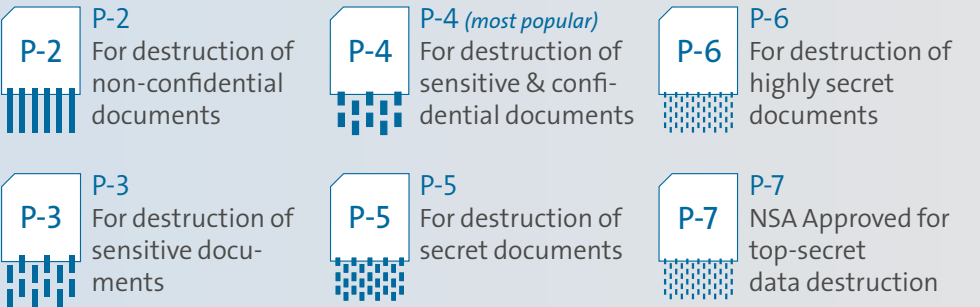 P-2
P-2
For destruction of
non-confidential
documents
P-3
P-3
For destruction of
sensitive docu-
ments
P-4
P-4 (most popular)
For destruction of
sensitive & confi-
dential documents
P-5
P-5
For destruction of
secret documents
P-6
P-6
For destruction of
highly secret
documents
P-7
P-7
NSA Approved for
top-secret
data destruction